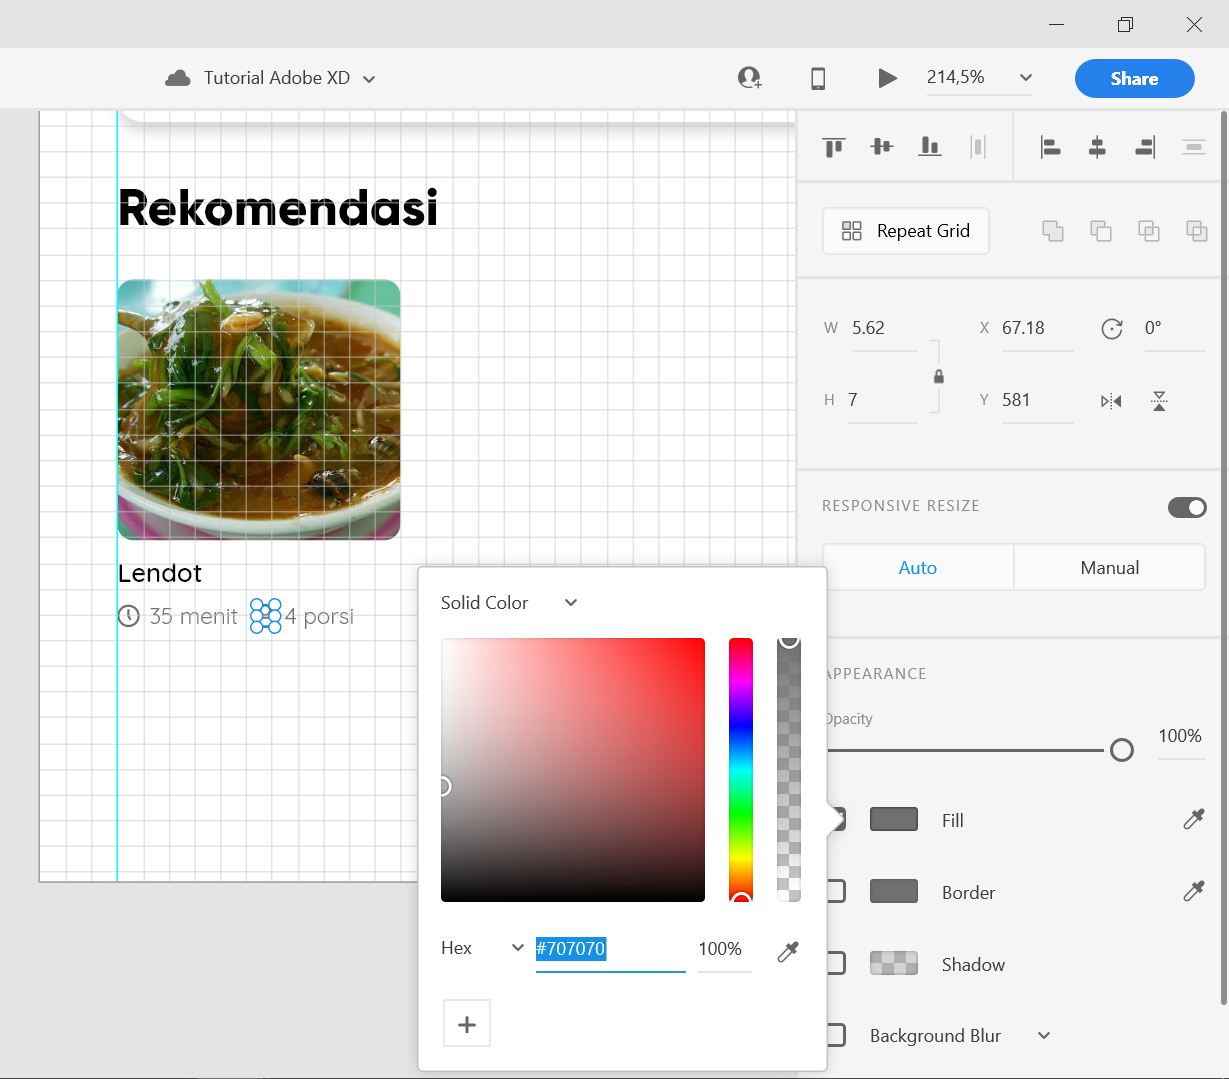 Tutorial Adobe XD
214,5%
Share
Repeat Grid
W 5.62 X 67.18 0°
H 7 Y 581
RESPONSIVE RESIZE
Auto Manual
Rekomendasi
Lendot
35 menit 4 porsi
Solid Color
Hex #707070 100%
APPEARANCE
Opacity
100%
Fill
Border
Shadow
Background Blur